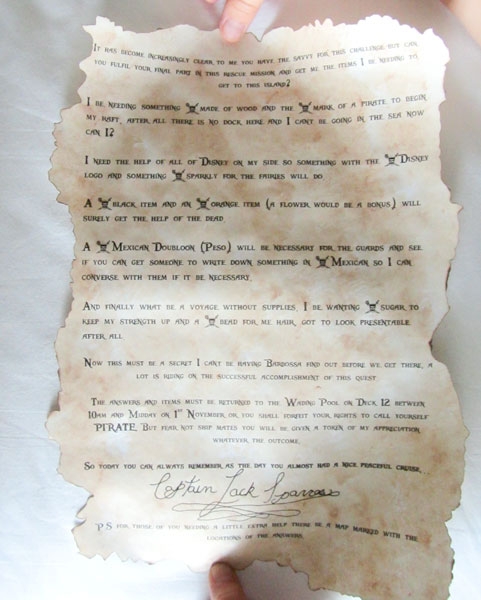 It has become increasingly clear to me you have the savvy for this challenge but can
you fulfil your final part in this rescue mission and get me the items I be needing to
get to this island?
I be needing something made of wood and the mark of a pirate to begin
my raft, after all there is no dock here and I cant be going in the sea now
can I?
I need the help of all of Disney on my side so something with the Disney
logo and something sparkly for the fairies will do.
A black item and an orange item (a flower would be a bonus) will
surely get the help of the dead.
A Mexican Doubloon (Peso) will be necessary for the guards and see
if you can get someone to write down something in Mexican so I can
converse with them if it be necessary.
And finally what be a voyage without supplies. I be wanting sugar to
keep my strength up and a bead for me hair, got to look presentable
after all.
Now this must be a secret I cant be having Barbossa find out before we get there, a
lot is riding on the successful accomplishment of this quest.
The answers and items must be returned to the Wading Pool on Deck 12 between
10am and Midday on 1st November or you shall forfeit your rights to call yourself
PIRATE. But fear not ship mates you will be given a token of my appreciation
whatever the outcome.
So today you can always remember as the day you almost had a nice peaceful cruise.
Captain Jack Sparrow
PS for those of you needing a little extra help there be a map marked with the
locations of the answers.